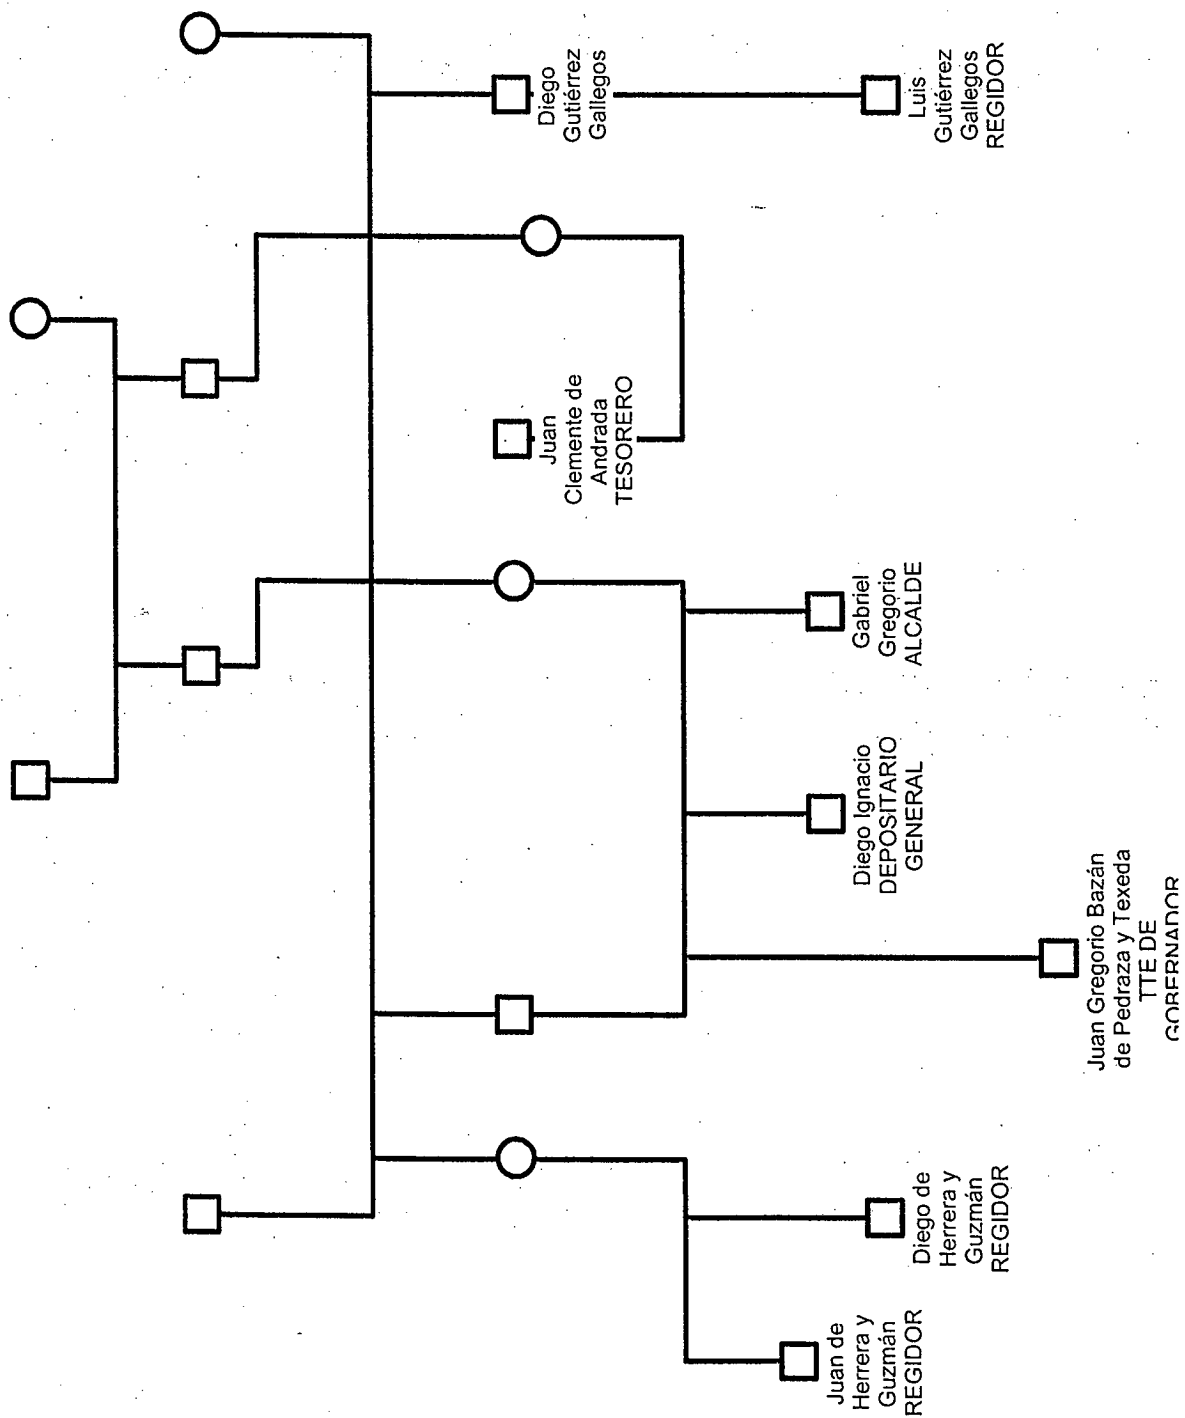 Juan de
Herrera y
Guzmán
REGIDOR
Diego de
Herrera y
Guzmán
REGIDOR
Juan Gregorio Bazán
de Pedraza y Texeda
TTE DE
GOBERNADOR
Diego Ignacio
DEPOSITARIO
GENERAL
Gabriel
Gregorio
ALCALDE
Juan
Clemente de
Andrada
TESORERO
Diego
Gutiérrez
Gallegos
Luis
Gutiérrez
Gallegos
REGIDOR